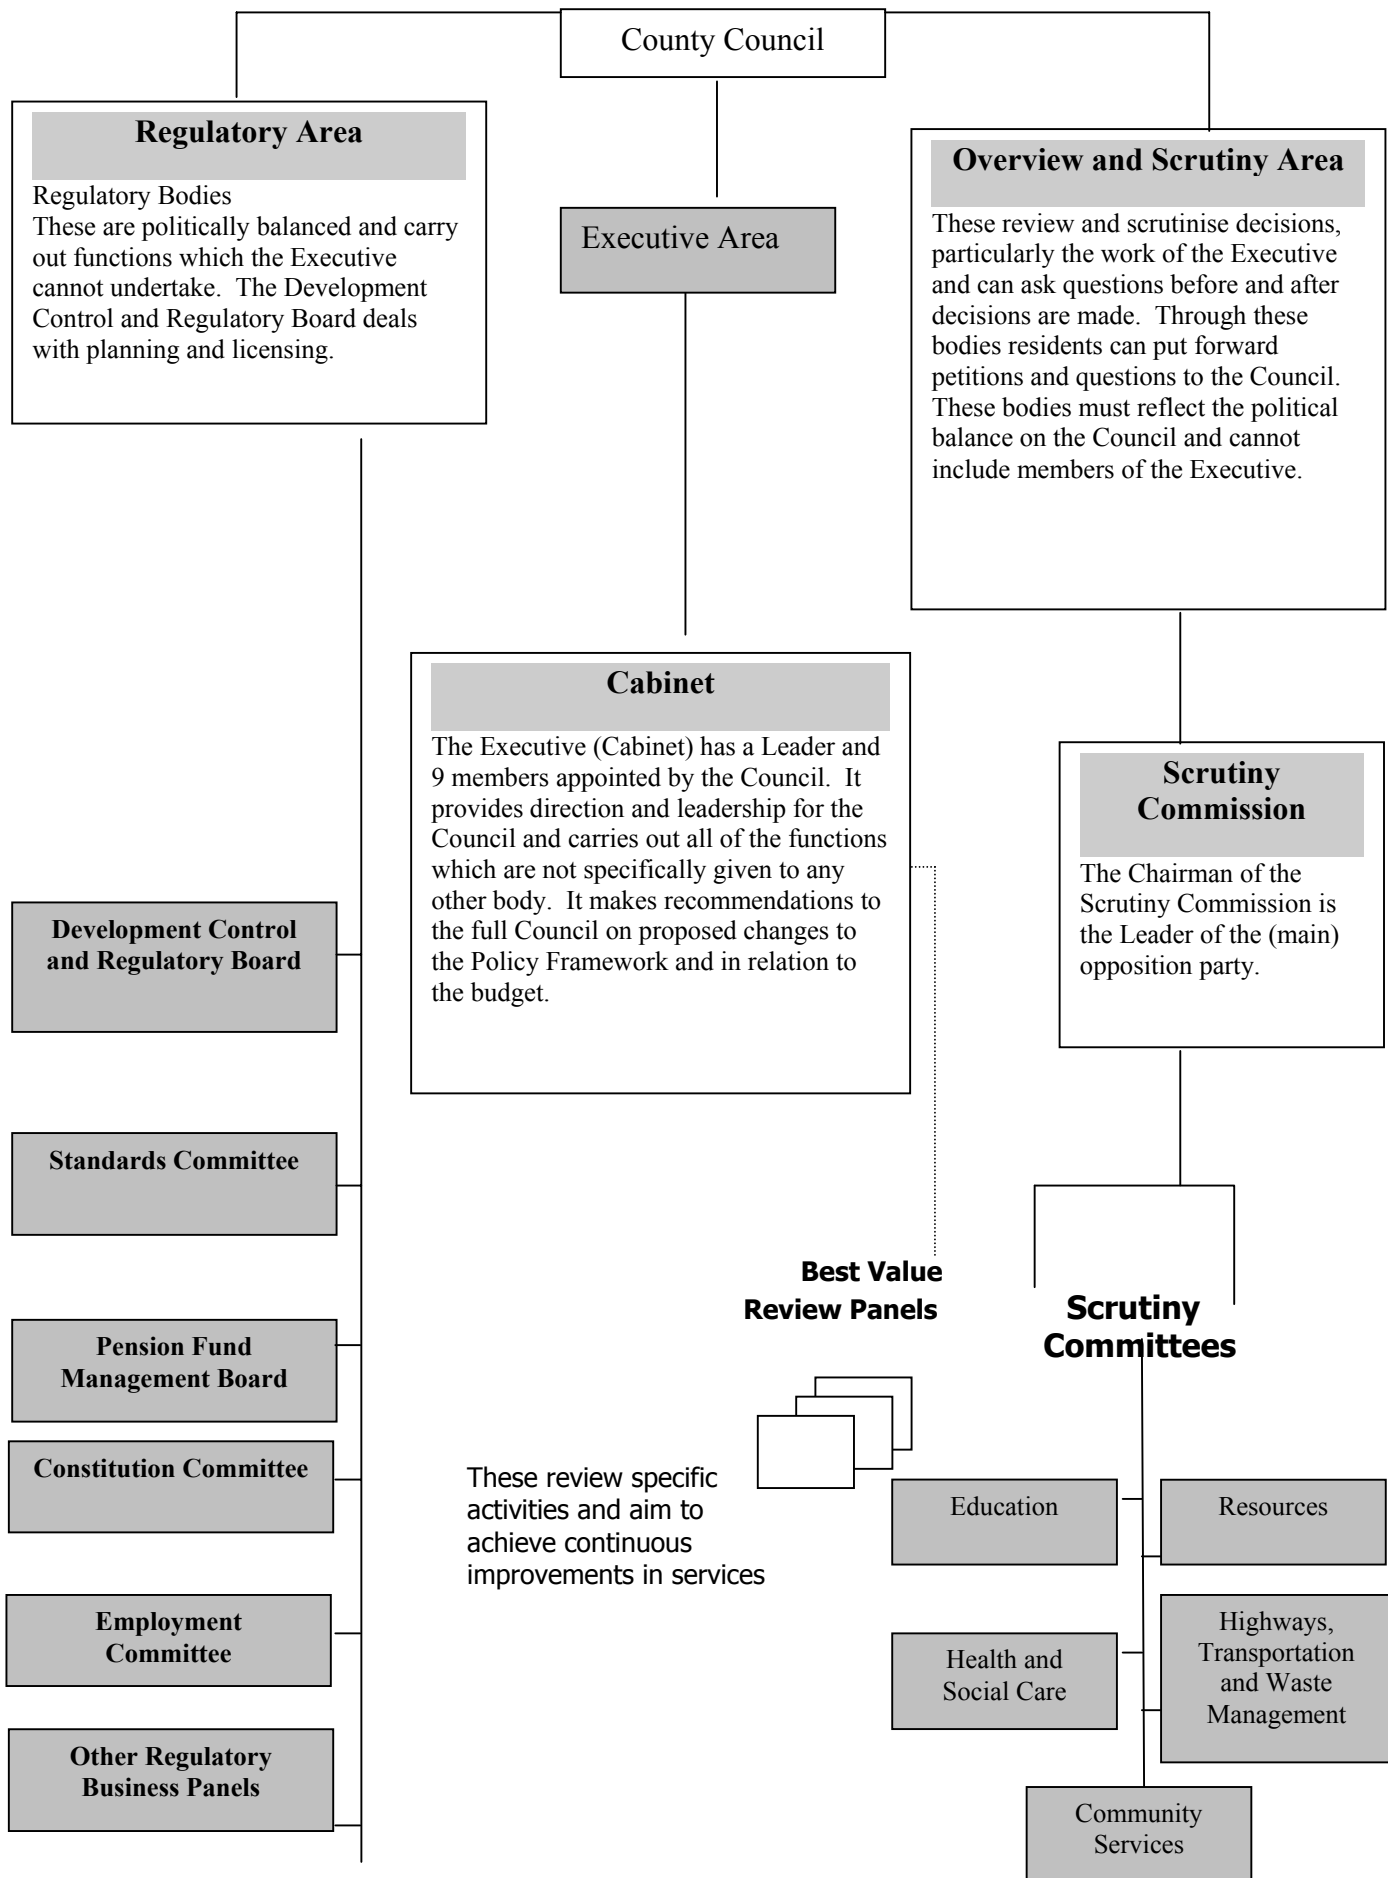 County Council
Regulatory Area
Regulatory Bodies
These are politically balanced and carry
out functions which the Executive
cannot undertake.  The Development
Control and Regulatory Board deals
with planning and licensing.
Executive Area
Overview and Scrutiny Area
These review and scrutinise decisions,
particularly the work of the Executive
and can ask questions before and after
decisions are made.  Through these
bodies residents can put forward
petitions and questions to the Council.
These bodies must reflect the political
balance on the Council and cannot
include members of the Executive.
Cabinet
The Executive (Cabinet) has a Leader and
9 members appointed by the Council.  It
provides direction and leadership for the
Council and carries out all of the functions
which are not specifically given to any
other body.  It makes recommendations to
the full Council on proposed changes to
the Policy Framework and in relation to
the budget.
Scrutiny
Commission
The Chairman of the
Scrutiny Commission is
the Leader of the (main)
opposition party.
Development Control
and Regulatory Board
Standards Committee
Pension Fund
Management Board
Constitution Committee
Employment
Committee
Other Regulatory
Business Panels
Best Value
Review Panels
These review specific
activities and aim to
achieve continuous
improvements in services
Scrutiny
Committees
Education
Resources
Health and
Social Care
Highways,
Transportation
and Waste
Management
Community
Services